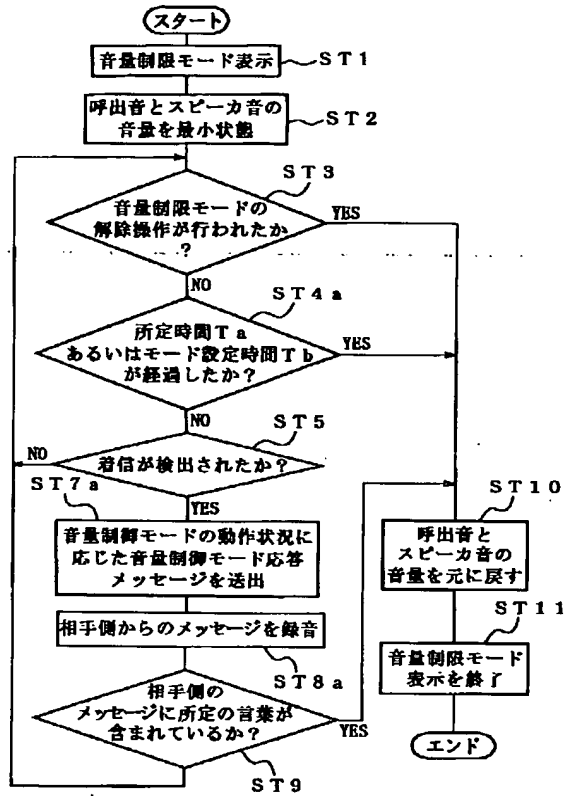 スタート
音量制限モード表示
ST1
呼出音とスピーカ音の
音量を最小状態
ST2
ST3
音量制限モードの
解除操作が行われたか
?
YES
NO
ST4a
所定時間Ta
あるいはモード設定時間Tb
が経過したか?
YES
NO
ST5
着信が検出されたか?
NO
YES
ST7a
音量制御モードの動作状況に
応じた音量制御モード応答
メッセージを送出
相手側からのメッセージを録音
ST8a
相手側の
メッセージに所定の言葉が
含まれているか?
YES
ST9
ST10
呼出音と
スピーカ音の
音量を元に戻す
ST11
音量制限モード
表示を終了
エンド